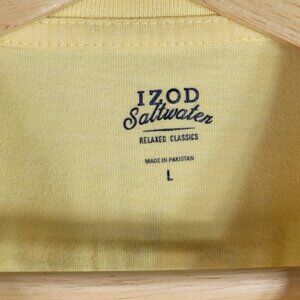 IZOD
Saltwater
RELAXED CLASSICS
MADE IN PAKISTAN
L